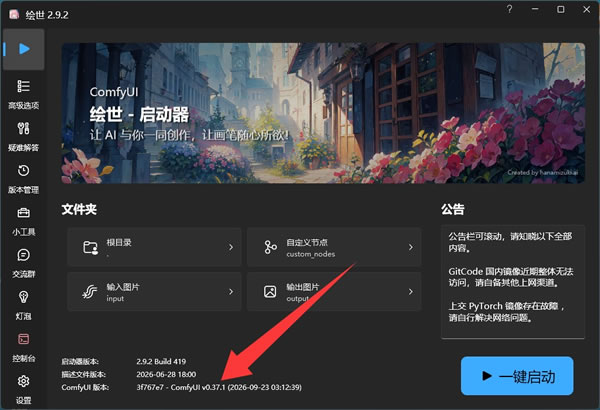 绘世 2.9.2
ComfyUI
绘世 - 启动器
让 AI 与你一同创作，让画笔随心所欲！
Created by hanamizuki.ai
高级选项
疑难解答
版本管理
小工具
交流群
灯泡
控制台
设置
文件夹
根目录
.
自定义节点
custom_nodes
输入图片
input
输出图片
output
公告
公告栏可滚动，请知晓以下全部
内容。
GitCode 国内镜像近期整体无法
访问，请自备其他上网渠道。
上交 PyTorch 镜像存在故障，
请自行解决网络问题。
启动器版本: 2.9.2 Build 419
描述文件版本: 2026-06-28 18:00
ComfyUI 版本: 3f767e7 - ComfyUI v0.37.1 (2026-09-23 03:12:39)
一键启动